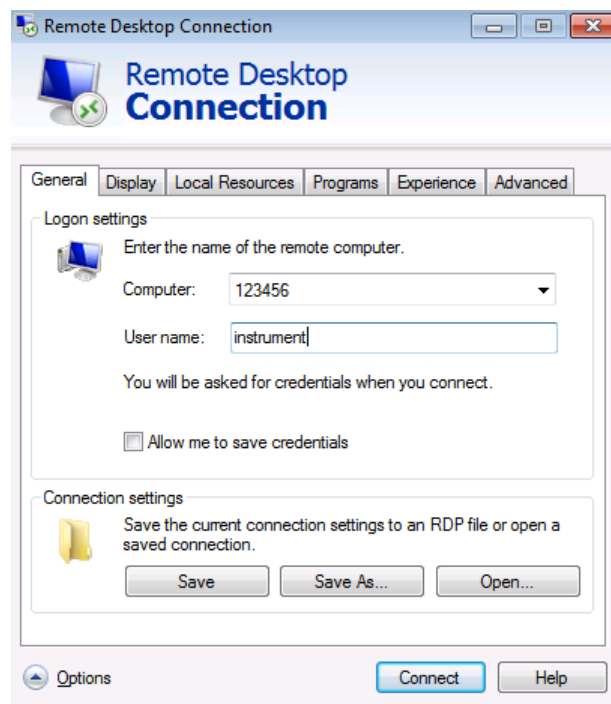 Remote Desktop Connection
Remote Desktop
Connection
General Display Local Resources Programs Experience Advanced
Logon settings
Enter the name of the remote computer.
Computer: 123456
User name: instrument
You will be asked for credentials when you connect.
Allow me to save credentials
Connection settings
Save the current connection settings to an RDP file or open a
saved connection.
Save Save As... Open...
Options Connect Help